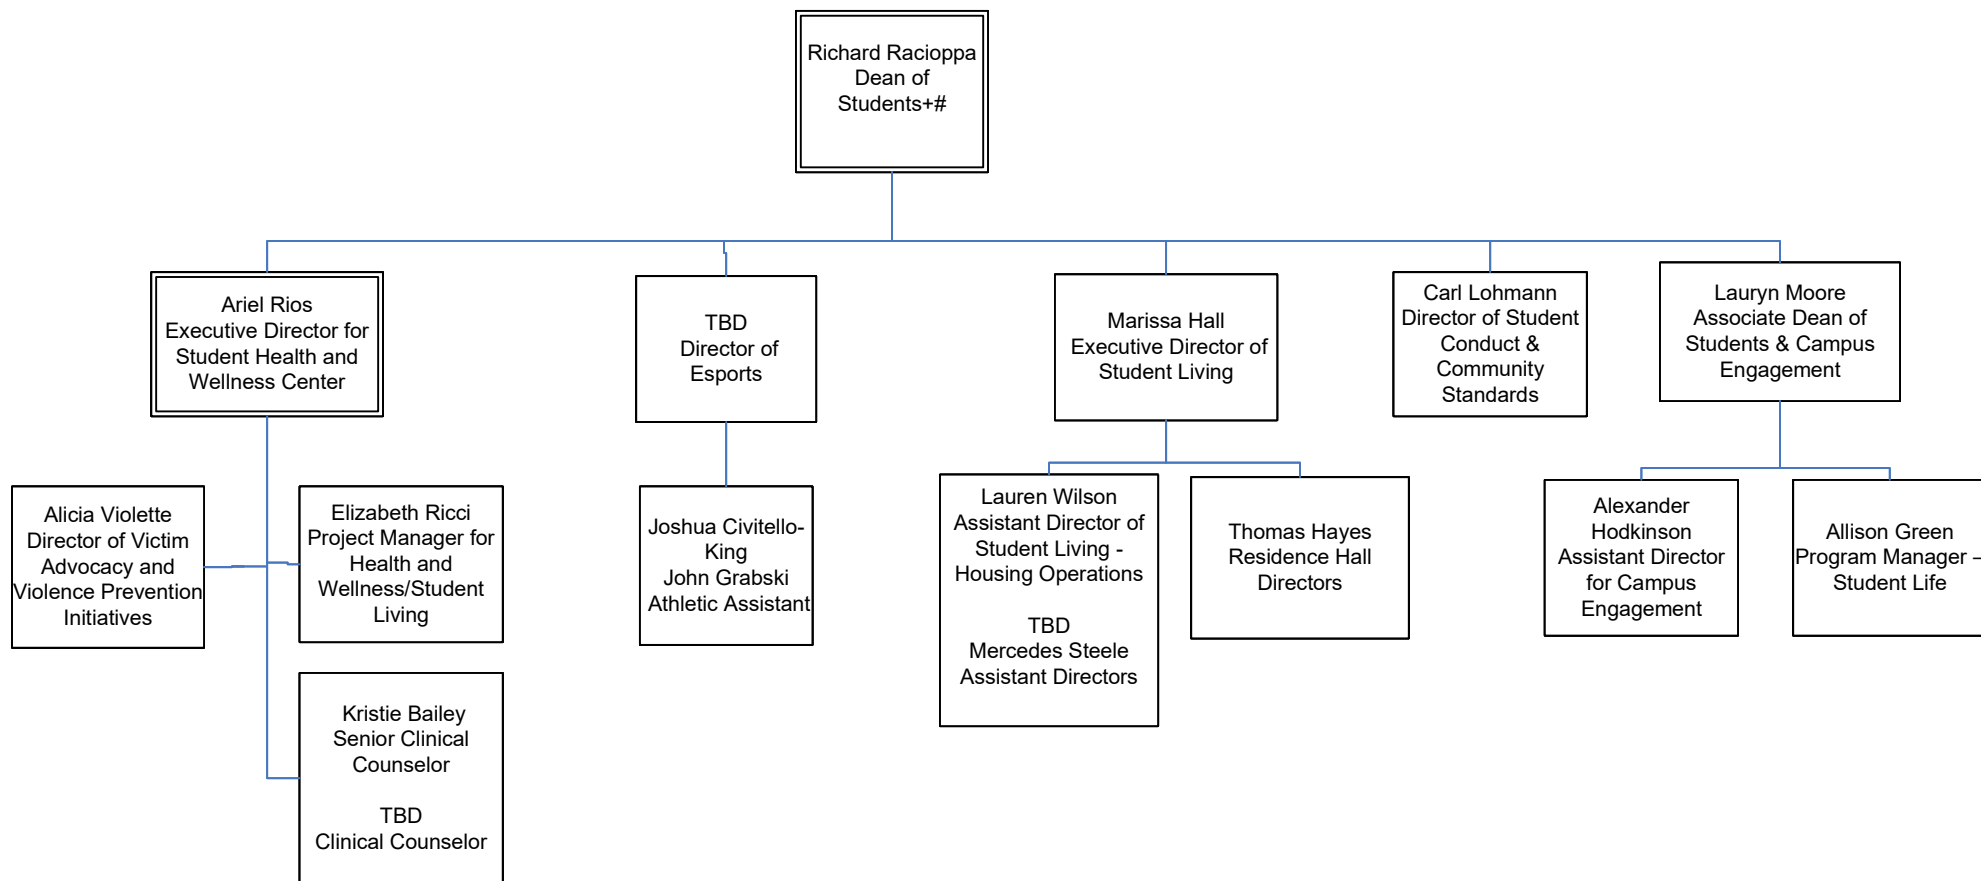 Richard Racioppa
Dean of
Students+#
Ariel Rios
Executive Director for
Student Health and
Wellness Center
TBD
Director of
Esports
Marissa Hall
Executive Director of
Student Living
Carl Lohmann
Director of Student
Conduct &
Community
Standards
Lauryn Moore
Associate Dean of
Students & Campus
Engagement
Alicia Violette
Director of Victim
Advocacy and
Violence Prevention
Initiatives
Elizabeth Ricci
Project Manager for
Health and
Wellness/Student
Living
Kristie Bailey
Senior Clinical
Counselor
TBD
Clinical Counselor
Joshua Civitello-
King
John Grabski
Athletic Assistant
Lauren Wilson
Assistant Director of
Student Living -
Housing Operations
TBD
Mercedes Steele
Assistant Directors
Thomas Hayes
Residence Hall
Directors
Alexander
Hodkinson
Assistant Director
for Campus
Engagement
Allison Green
Program Manager –
Student Life